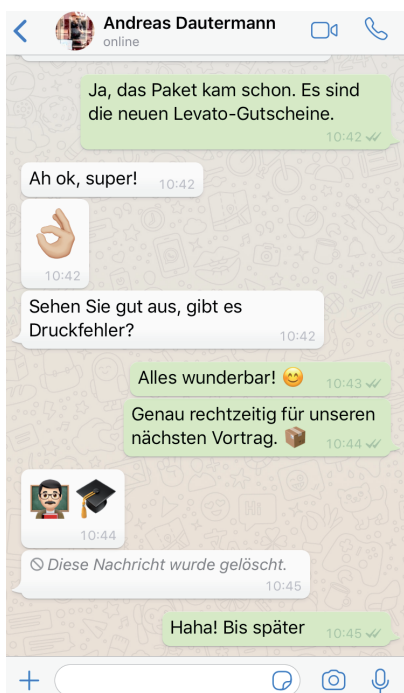 Andreas Dautermann
online
Ja, das Paket kam schon. Es sind
die neuen Levato-Gutscheine.
10:42
Ah ok, super! 10:42
10:42
Sehen Sie gut aus, gibt es
Druckfehler?
10:42
Alles wunderbar! 😊 10:43
Genau rechtzeitig für unseren
nächsten Vortrag. 📦 10:44
10:44
Diese Nachricht wurde gelöscht.
10:45
Haha! Bis später 10:45